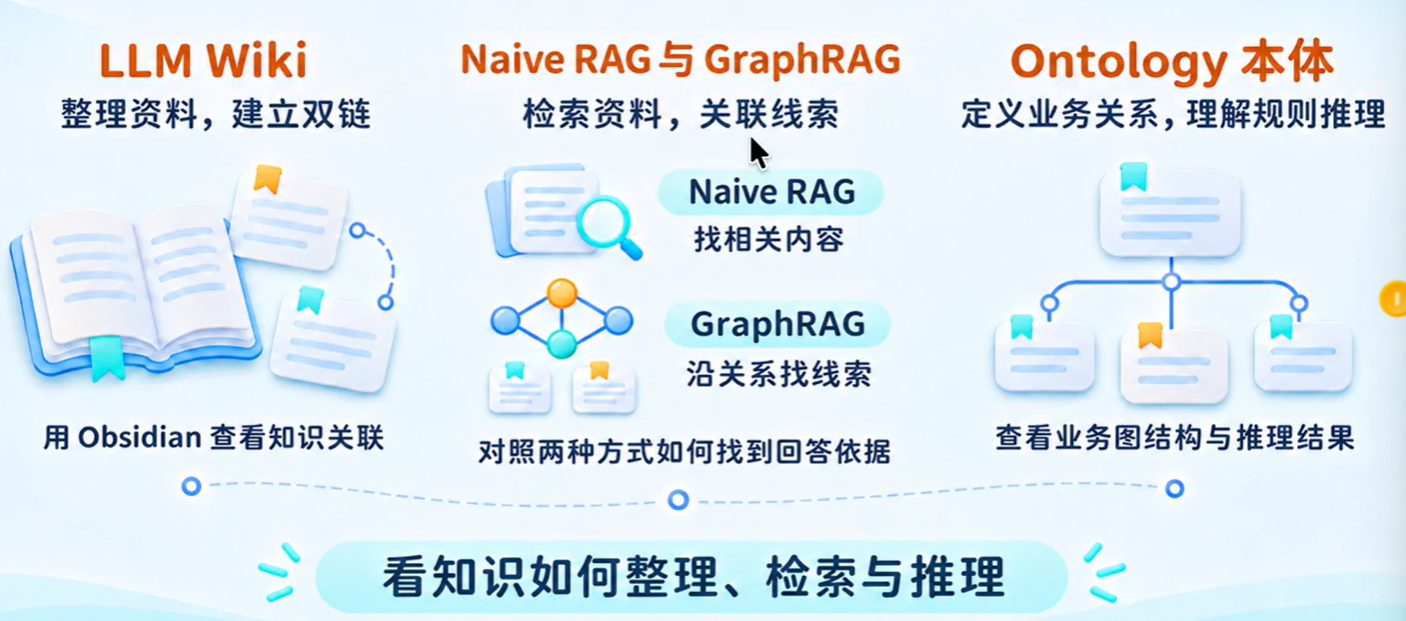 LLM Wiki
整理资料，建立双链
用 Obsidian 查看知识关联
Naive RAG 与 GraphRAG
检索资料，关联线索
Naive RAG
找相关内容
GraphRAG
沿关系找线索
对照两种方式如何找到回答依据
Ontology 本体
定义业务关系，理解规则推理
查看业务图结构与推理结果
看知识如何整理、检索与推理